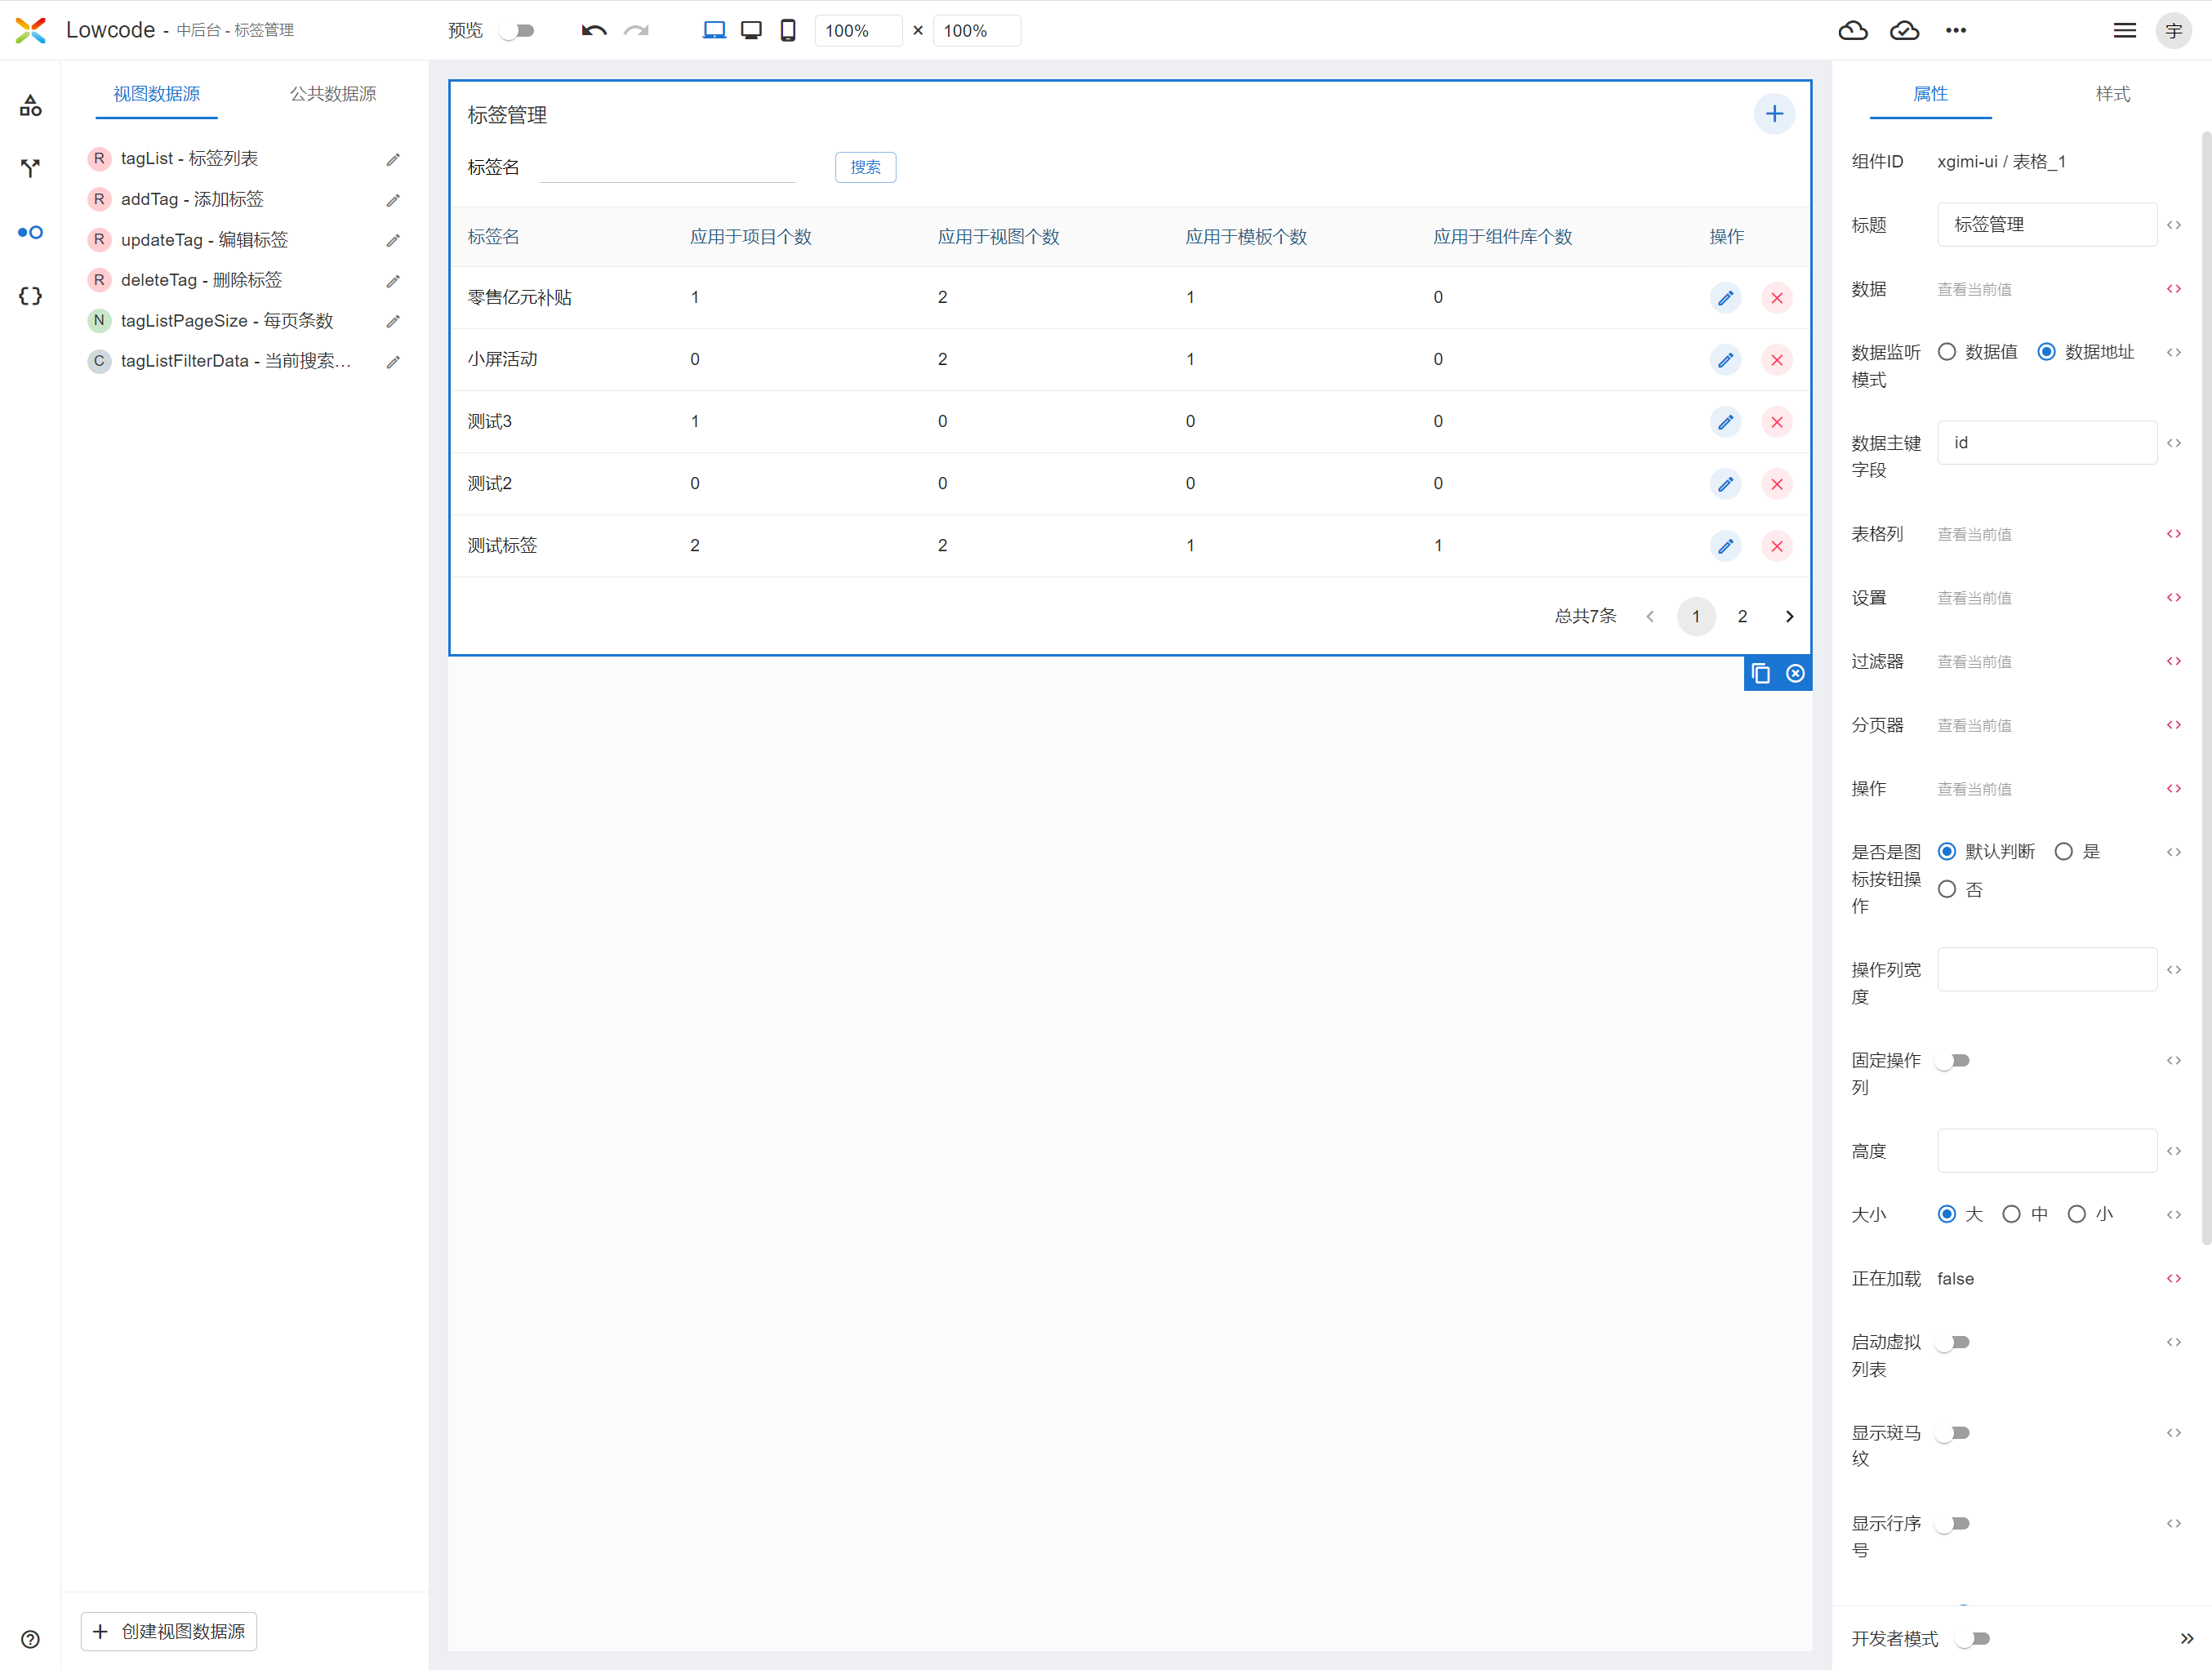 Lowcode - 中后台 - 标签管理
预览
100% × 100%
宇
视图数据源 公共数据源
R tagList - 标签列表
R addTag - 添加标签
R updateTag - 编辑标签
R deleteTag - 删除标签
N tagListPageSize - 每页条数
C tagListFilterData - 当前搜索...
+ 创建视图数据源
标签管理
标签名 搜索
标签名 应用于项目个数 应用于视图个数 应用于模板个数 应用于组件库个数 操作
零售亿元补贴 1 2 1 0
小屏活动 0 2 1 0
测试3 1 0 0 0
测试2 0 0 0 0
测试标签 2 2 1 1
总共7条 1 2
属性 样式
组件ID xgimi-ui / 表格_1
标题 标签管理
数据 查看当前值
数据监听 数据值 数据地址
模式
数据主键 id
字段
表格列 查看当前值
设置 查看当前值
过滤器 查看当前值
分页器 查看当前值
操作 查看当前值
是否是图 默认判断 是
标按钮操 否
作
操作列宽
度
固定操作
列
高度
大小 大 中 小
正在加载 false
启动虚拟
列表
显示斑马
纹
显示行序
号
开发者模式